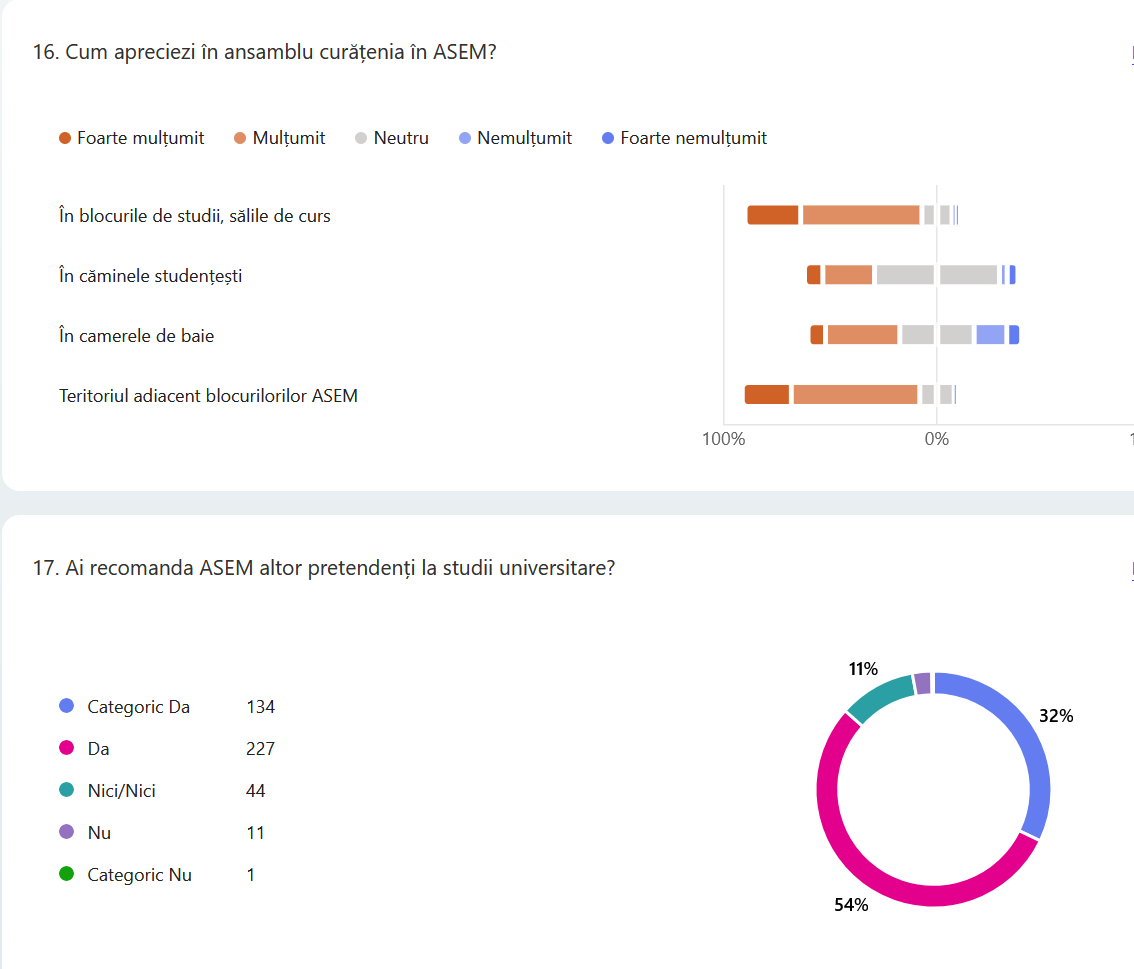 16. Cum apreciezi în ansamblu curățenia în ASEM?
Foarte mulțumit Mulțumit Neutru Nemulțumit Foarte nemulțumit
În blocurile de studii, sălile de curs
În căminele studențești
În camerele de baie
Teritoriul adiacent blocurilorilor ASEM
100% 0%
17. Ai recomanda ASEM altor pretendenți la studii universitare?
11%
32%
Categoric Da 134
Da 227
Nici/Nici 44
Nu 11
Categoric Nu 1
54%